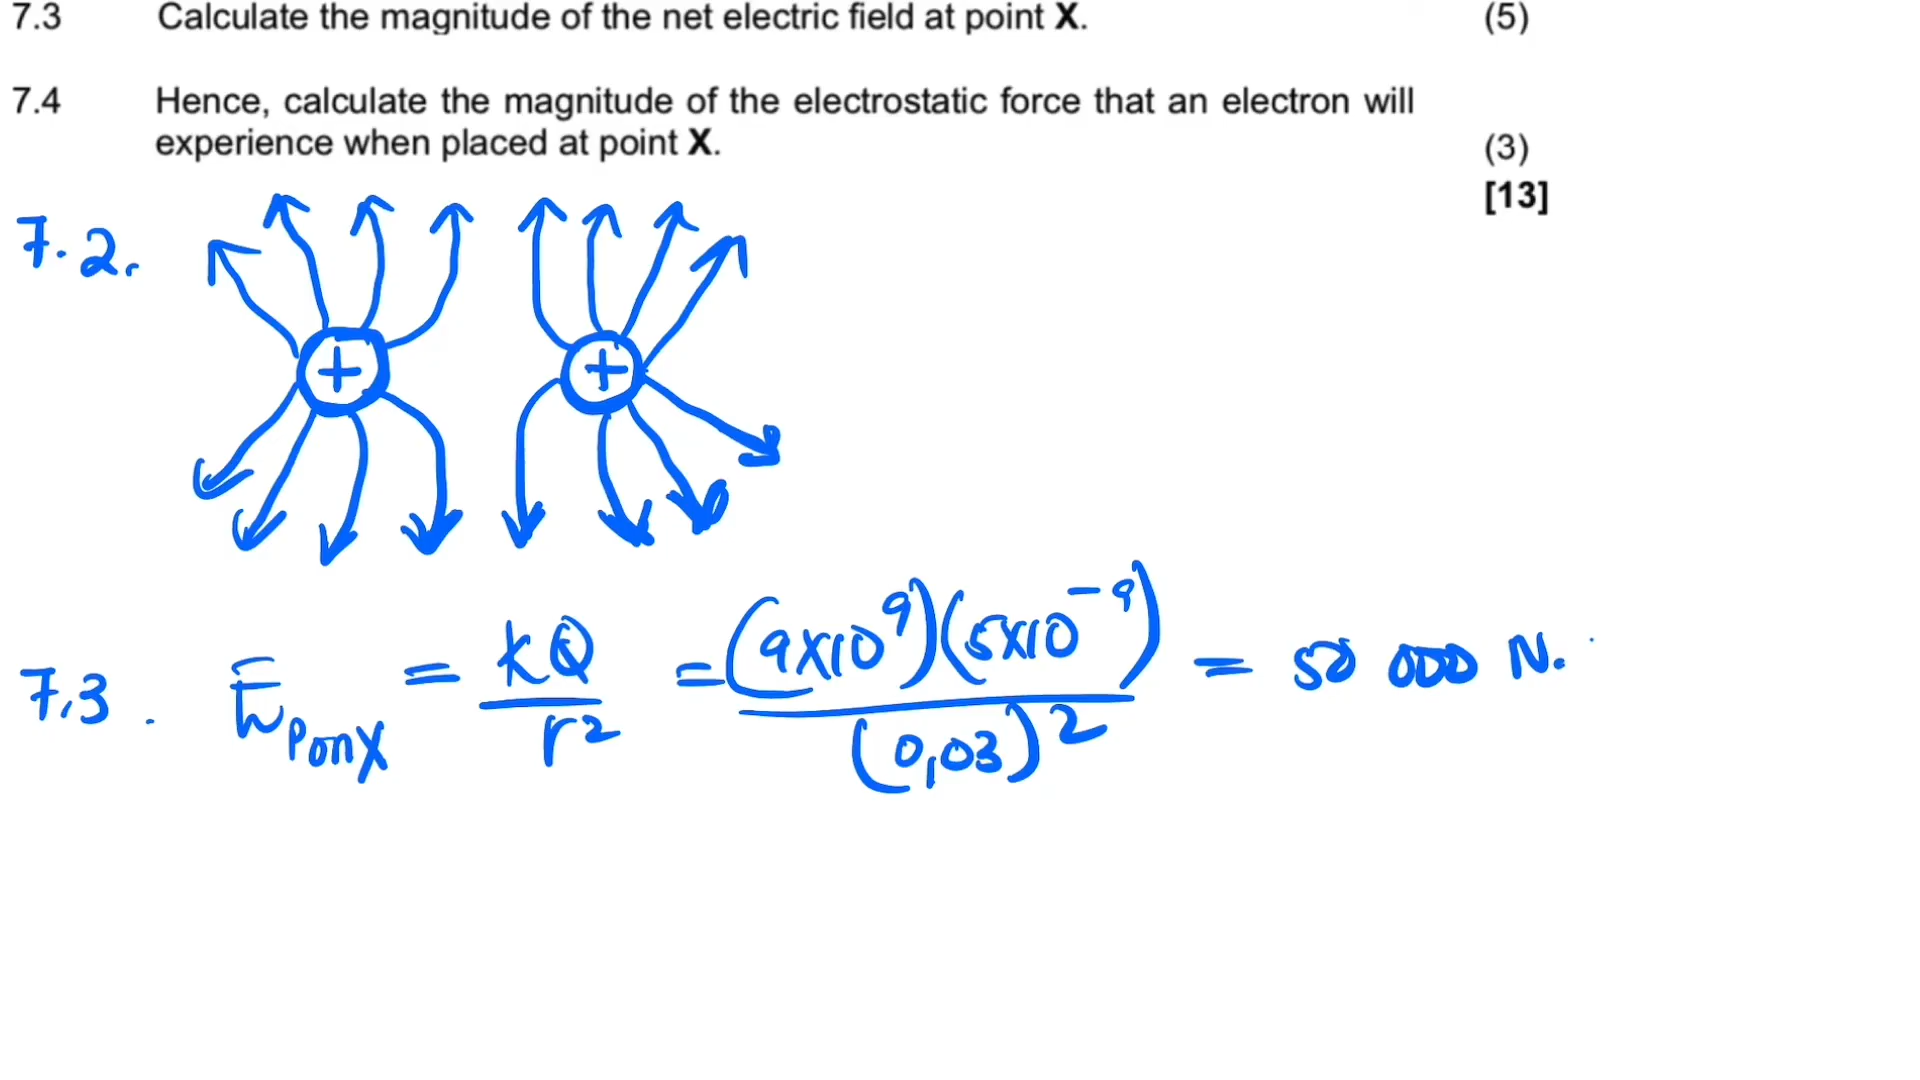 7.3 Calculate the magnitude of the net electric field at point X. (5)
7.4 Hence, calculate the magnitude of the electrostatic force that an electron will
experience when placed at point X. (3)
[13]
7.2.
+ +
7.3. E_PonX = kQ/r² = (9x10⁹)(5x10⁻⁹)/(0,03)² = 50 000 N.